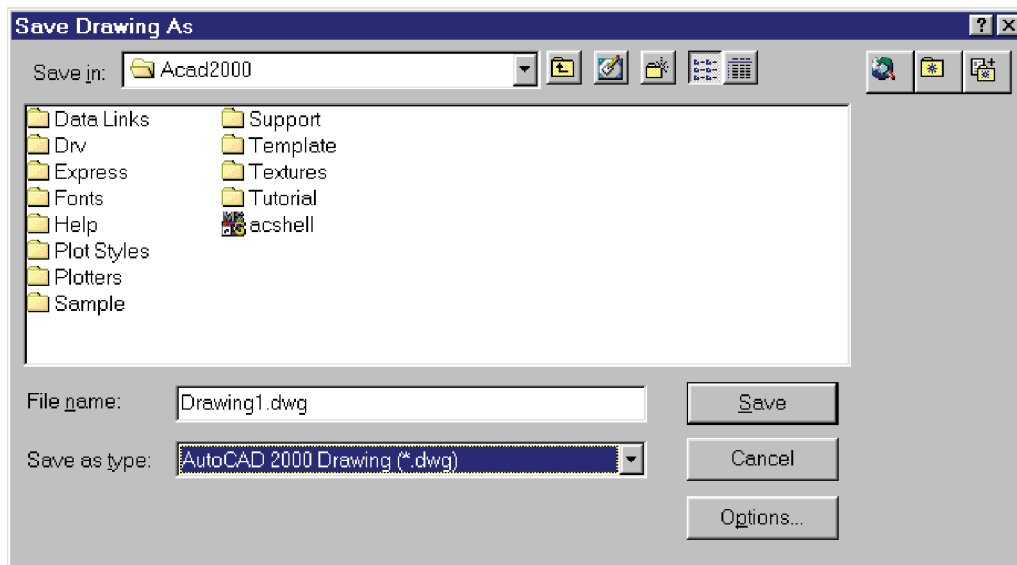 Save Drawing As
Save in: Acad2000
Data Links Support
Drv Template
Express Textures
Fonts Tutorial
Help acshell
Plot Styles
Plotters
Sample
File name: Drawing1.dwg Save
Save as type: AutoCAD 2000 Drawing (*.dwg) Cancel
Options...